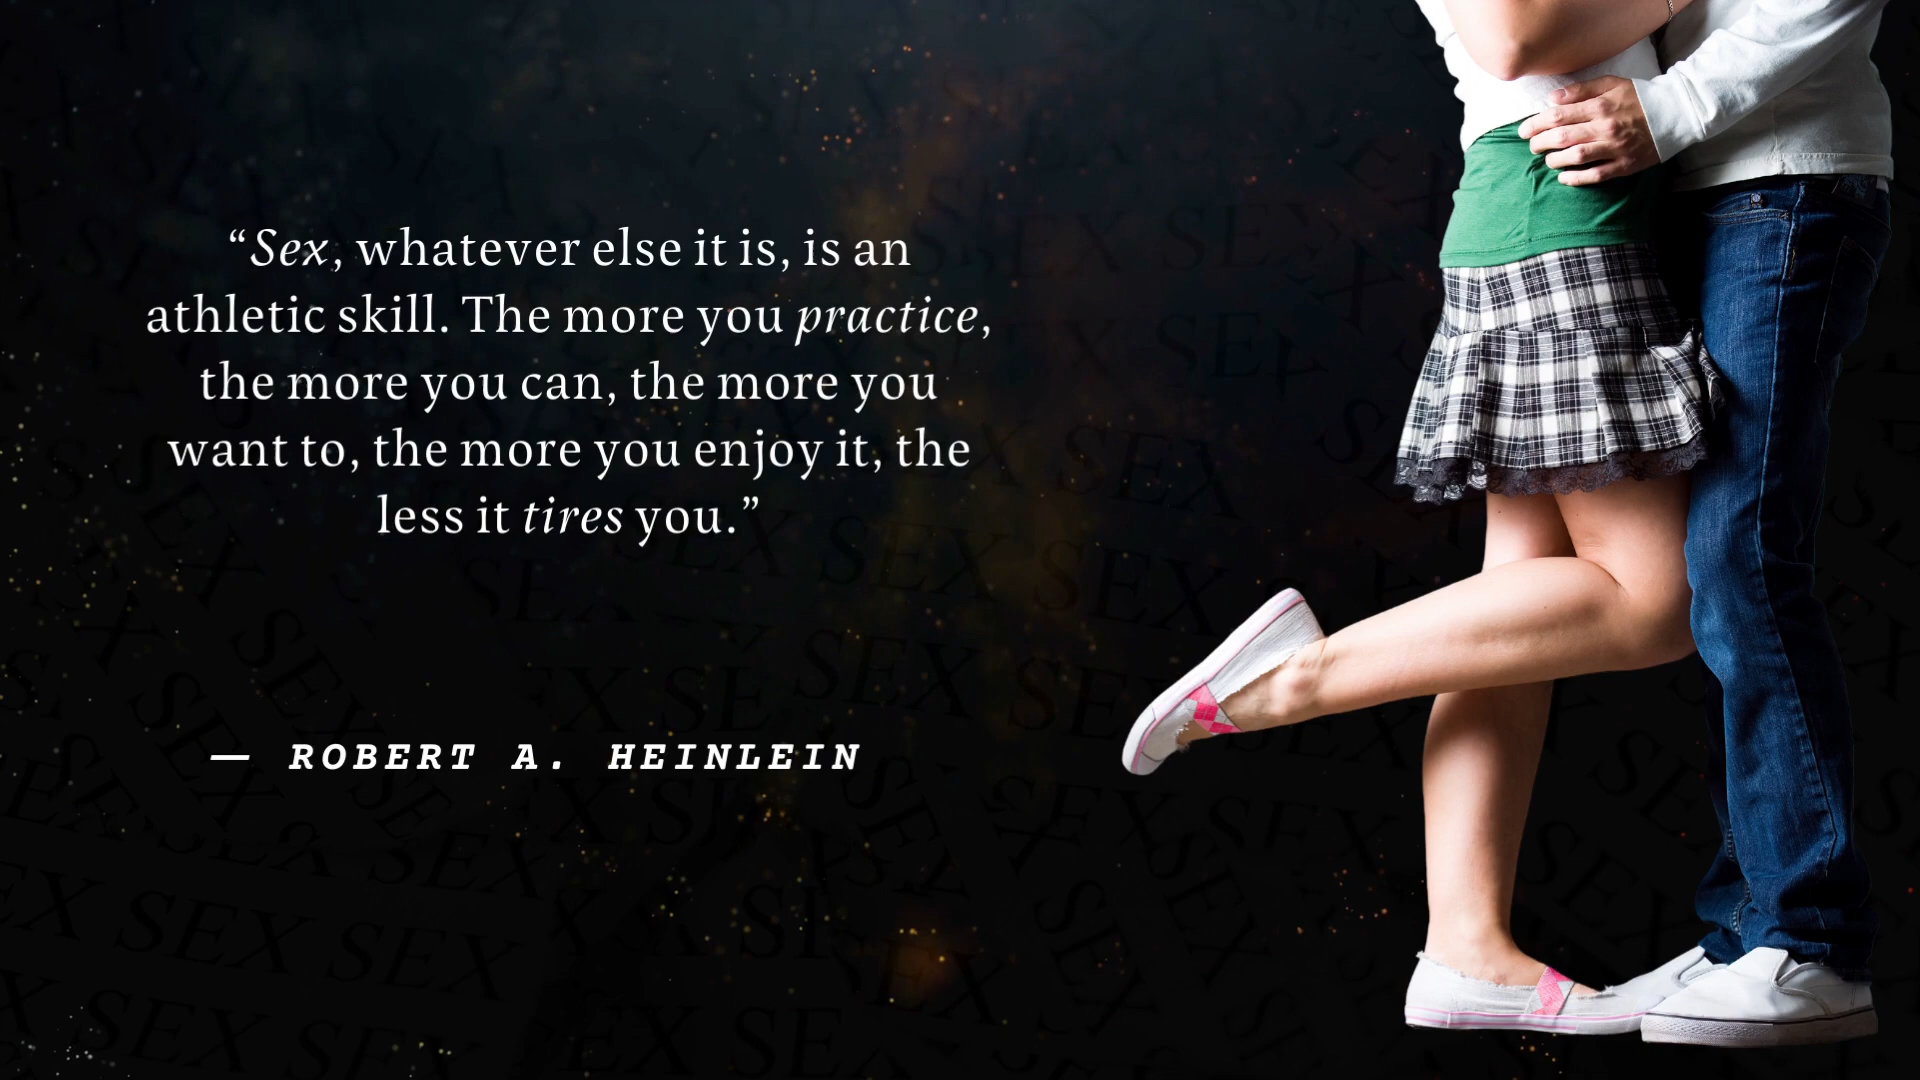 “Sex, whatever else it is, is an
athletic skill. The more you practice,
the more you can, the more you
want to, the more you enjoy it, the
less it tires you.”
— ROBERT A. HEINLEIN